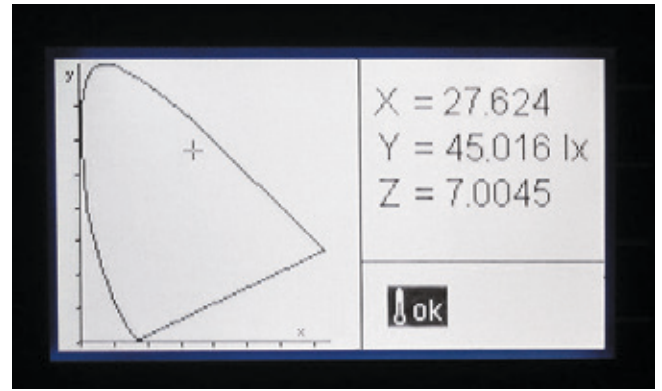 y
X = 27.624
Y = 45.016 lx
Z = 7.0045
x
ok